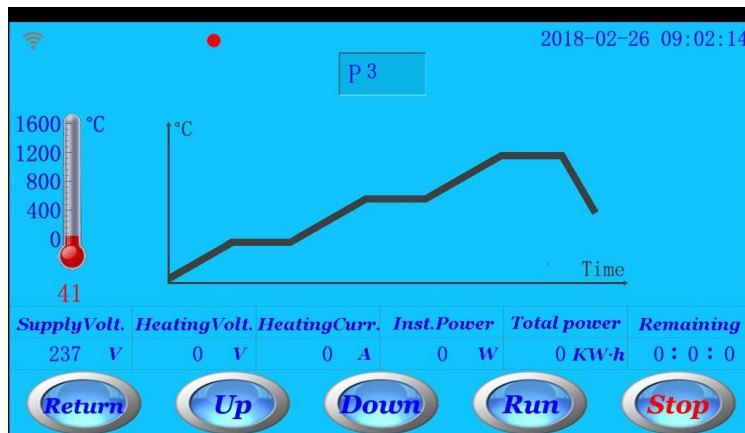 2018-02-26 09:02:14
P 3
1600 °C
1200
800
400
0
41
°C
Time
SupplyVolt. HeatingVolt. HeatingCurr. Inst.Power Total power Remaining
237 V 0 V 0 A 0 W 0 KW·h 0 : 0 : 0
Return Up Down Run Stop